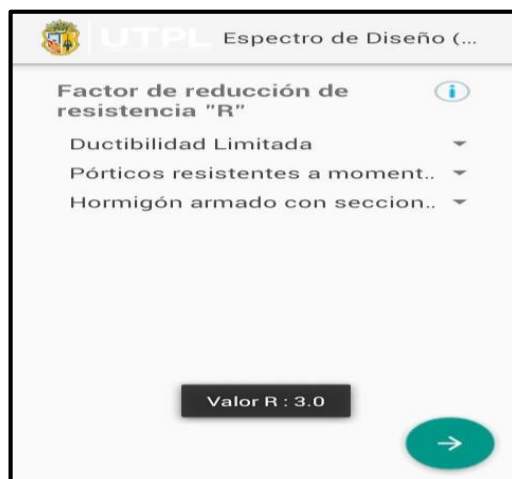 UTPL Espectro de Diseño (...
Factor de reducción de
resistencia "R"
Ductibilidad Limitada
Pórticos resistentes a moment..
Hormigón armado con seccion..
Valor R : 3.0